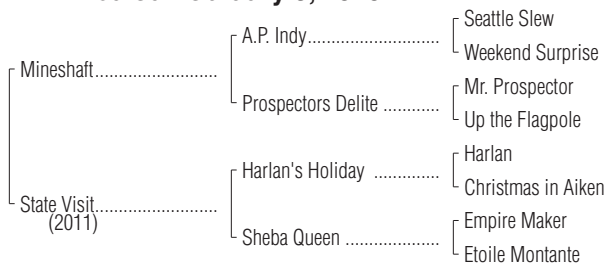 Seattle Slew
A.P. Indy
Weekend Surprise
Mineshaft
Mr. Prospector
Prospectors Delite
Up the Flagpole
Harlan
Harlan's Holiday
Christmas in Aiken
State Visit
(2011)
Empire Maker
Sheba Queen
Etoile Montante